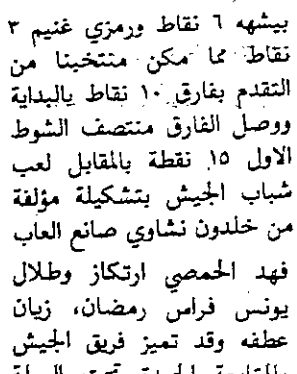 بيشهه ٦ نقاط ورمزي غنيم ٣
نقاط مما مكن منتخبنا من
التقدم بفارق ١٠ نقاط يالبداية
ووصل الفارق منتصف الشوط
الاول ١٥ نقطة بالمقابل لعب
شباب الجيش بتشكيلة مؤلفة
من خلدون نشاوي صانع العاب
فهد الحمصي ارتكاز وطلال
يونس فراس رمضان، زيان
عطفه وقد تميز فريق الجيش